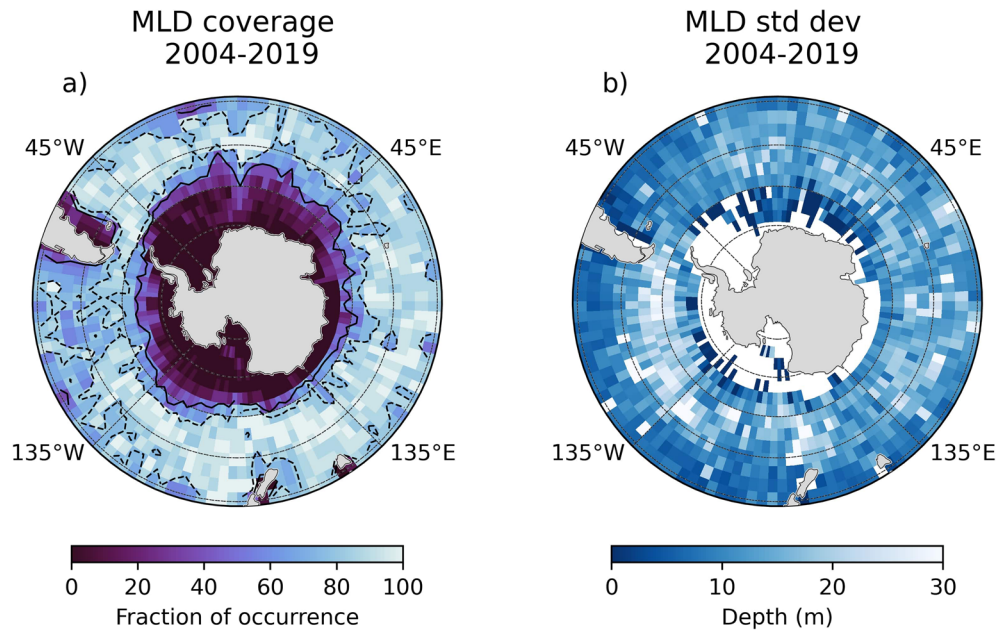 MLD coverage
2004-2019
MLD std dev
2004-2019
a)
b)
45°W
45°E
45°W
45°E
135°W
135°E
135°W
135°E
0 20 40 60 80 100
Fraction of occurrence
0 10 20 30
Depth (m)